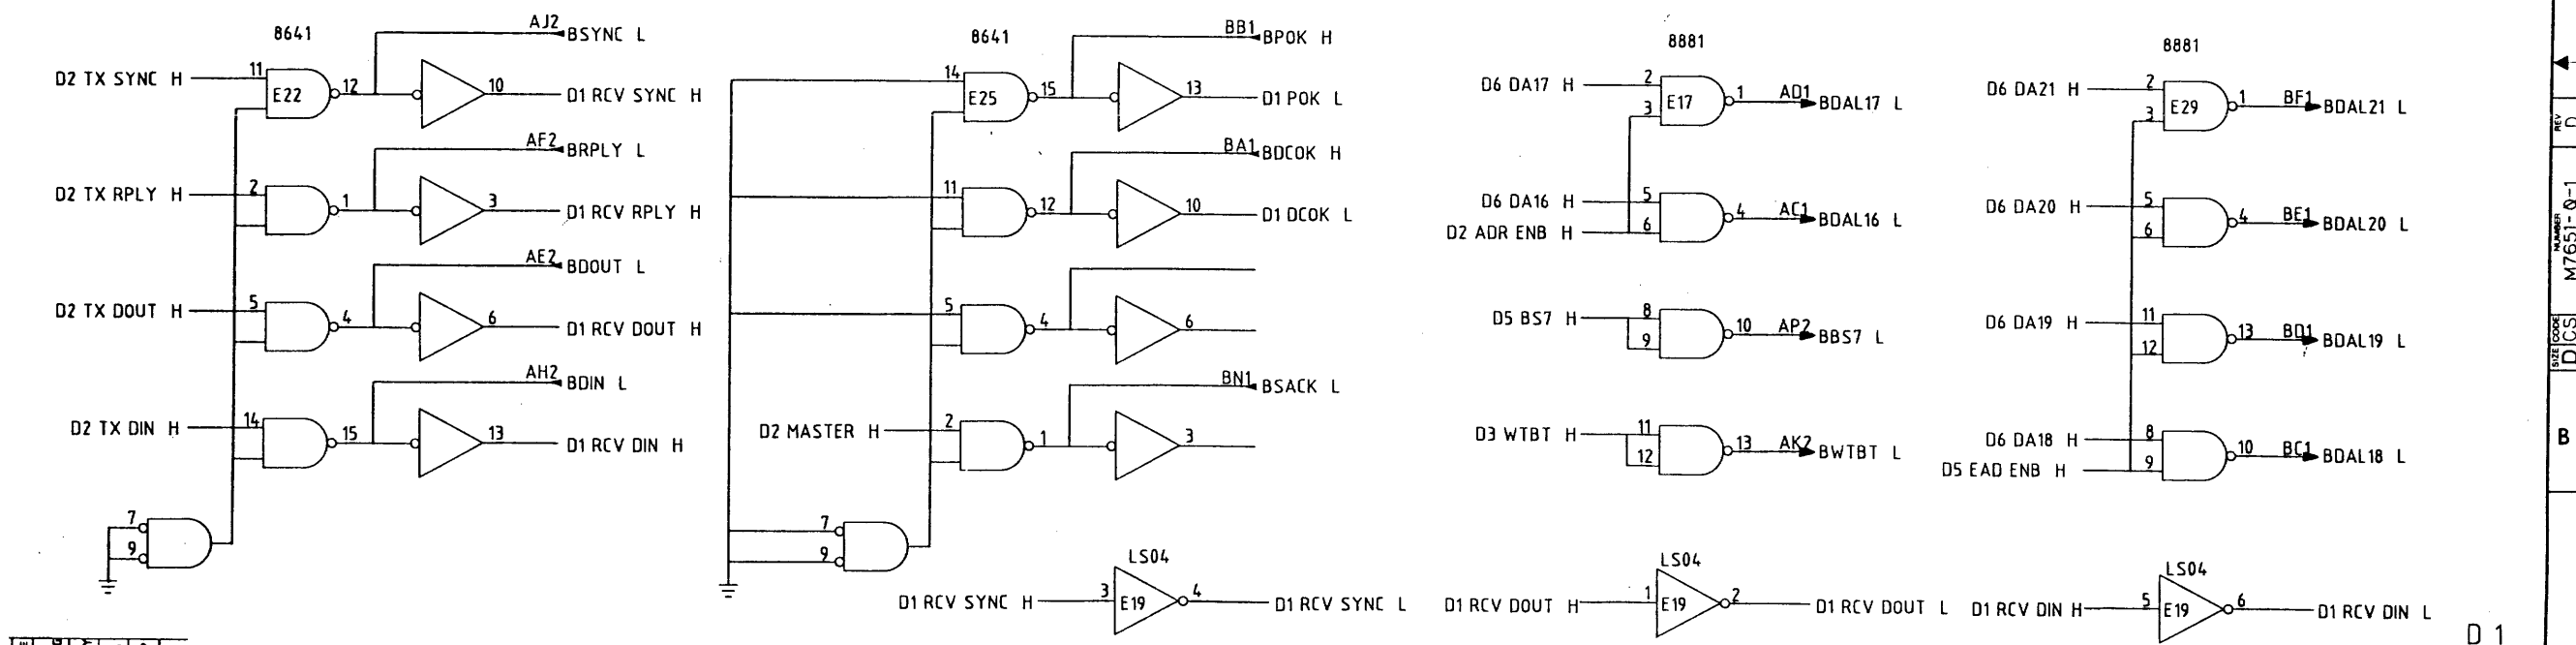 8641
AJ2 BSYNC L
D2 TX SYNC H 11 E22 12 10 D1 RCV SYNC H
AF2 BRPLY L
D2 TX RPLY H 2 1 3 D1 RCV RPLY H
AE2 BDOUT L
D2 TX DOUT H 5 4 6 D1 RCV DOUT H
AH2 BDIN L
D2 TX DIN H 14 15 13 D1 RCV DIN H
7
9
8641
BB1 BPOK H
14 E25 15 13 D1 POK L
BA1 BDCOK H
11 12 10 D1 DCOK L
5 4 6
BN1 BSACK L
D2 MASTER H 2 1 3
7
9
8881
D6 DA17 H 2 E17 1 AD1 BDAL17 L
3
D6 DA16 H 5 4 AC1 BDAL16 L
D2 ADR ENB H 6
D5 BS7 H 8 10 AP2 BBS7 L
9
D3 WTBT H 11 13 AK2 BWTBT L
12
8881
D6 DA21 H 2 E29 1 BF1 BDAL21 L
3
D6 DA20 H 5 4 BE1 BDAL20 L
6
D6 DA19 H 11 13 BD1 BDAL19 L
12
D6 DA18 H 8 10 BC1 BDAL18 L
D5 EAD ENB H 9
LS04
D1 RCV SYNC H 3 E19 4 D1 RCV SYNC L
LS04
D1 RCV DOUT H 1 E19 2 D1 RCV DOUT L
LS04
D1 RCV DIN H 5 E19 6 D1 RCV DIN L
D 1
REV
D
NUMBER
M7651-0-1
SIZE CODE
D CS
B